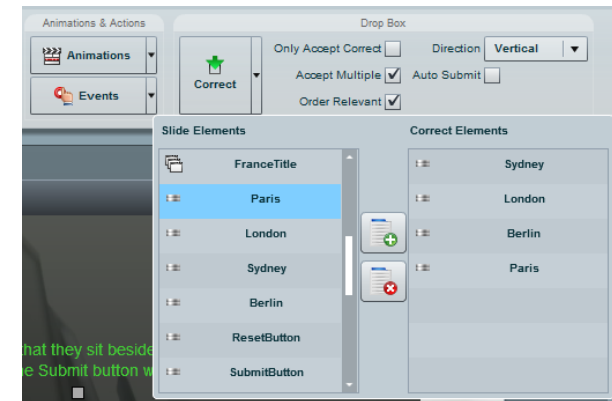 Animations & Actions
Drop Box
Animations
Events
Correct
Only Accept Correct
Direction Vertical
Accept Multiple
Auto Submit
Order Relevant
Slide Elements
FranceTitle
Paris
London
Sydney
Berlin
ResetButton
SubmitButton
Correct Elements
Sydney
London
Berlin
Paris
hat they sit beside
e Submit button w